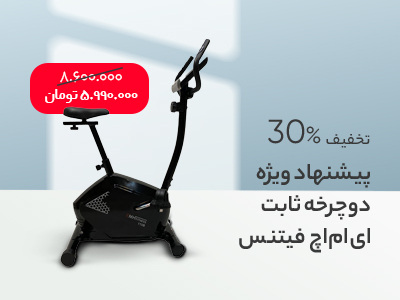 ۸.۶۰۰.۰۰۰
۵.۹۹۰.۰۰۰ تومان
تخفیف 30%
پیشنهاد ویژه
دوچرخه ثابت
ای‌ام‌اچ فیتنس